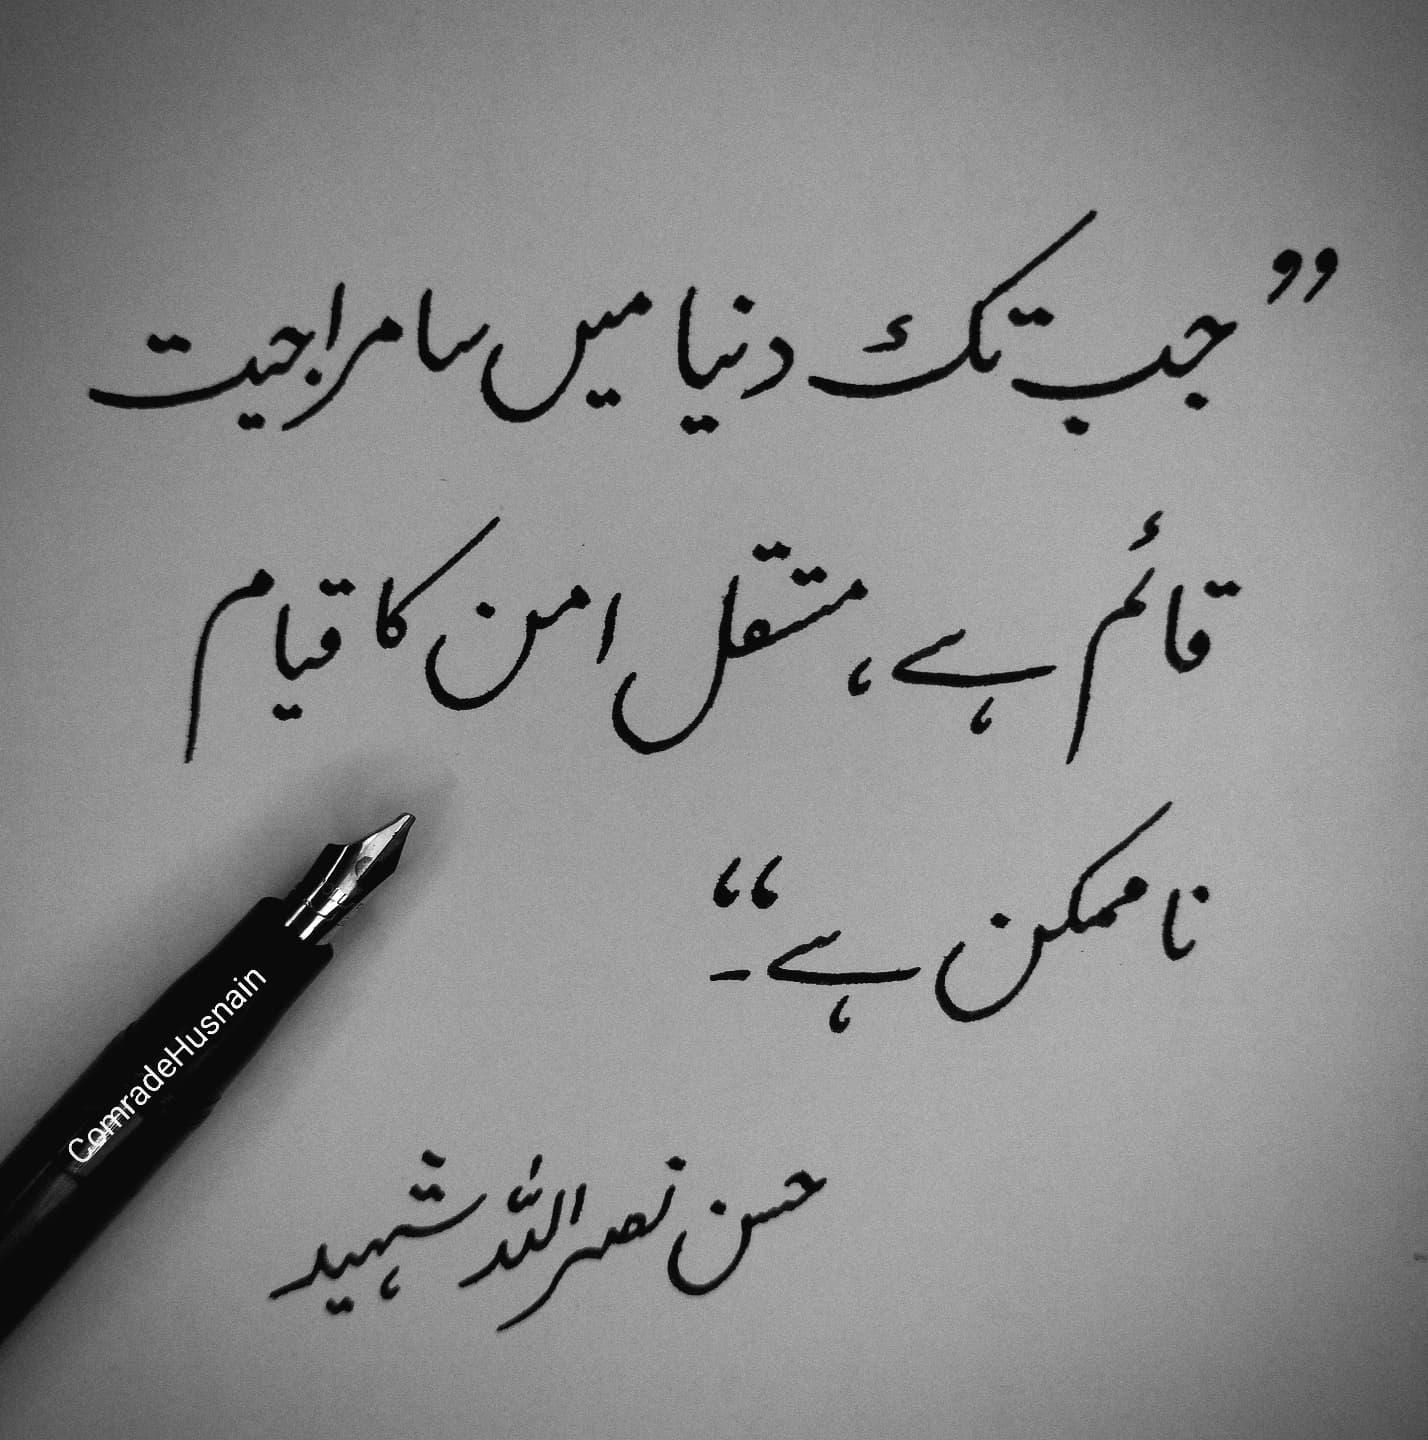 ”جب تک دنیا میں سامراجیت
قائم ہے، مستقل امن کا قیام
ناممکن ہے۔“
حسن نصراللہ شہید
ComradeHusnain